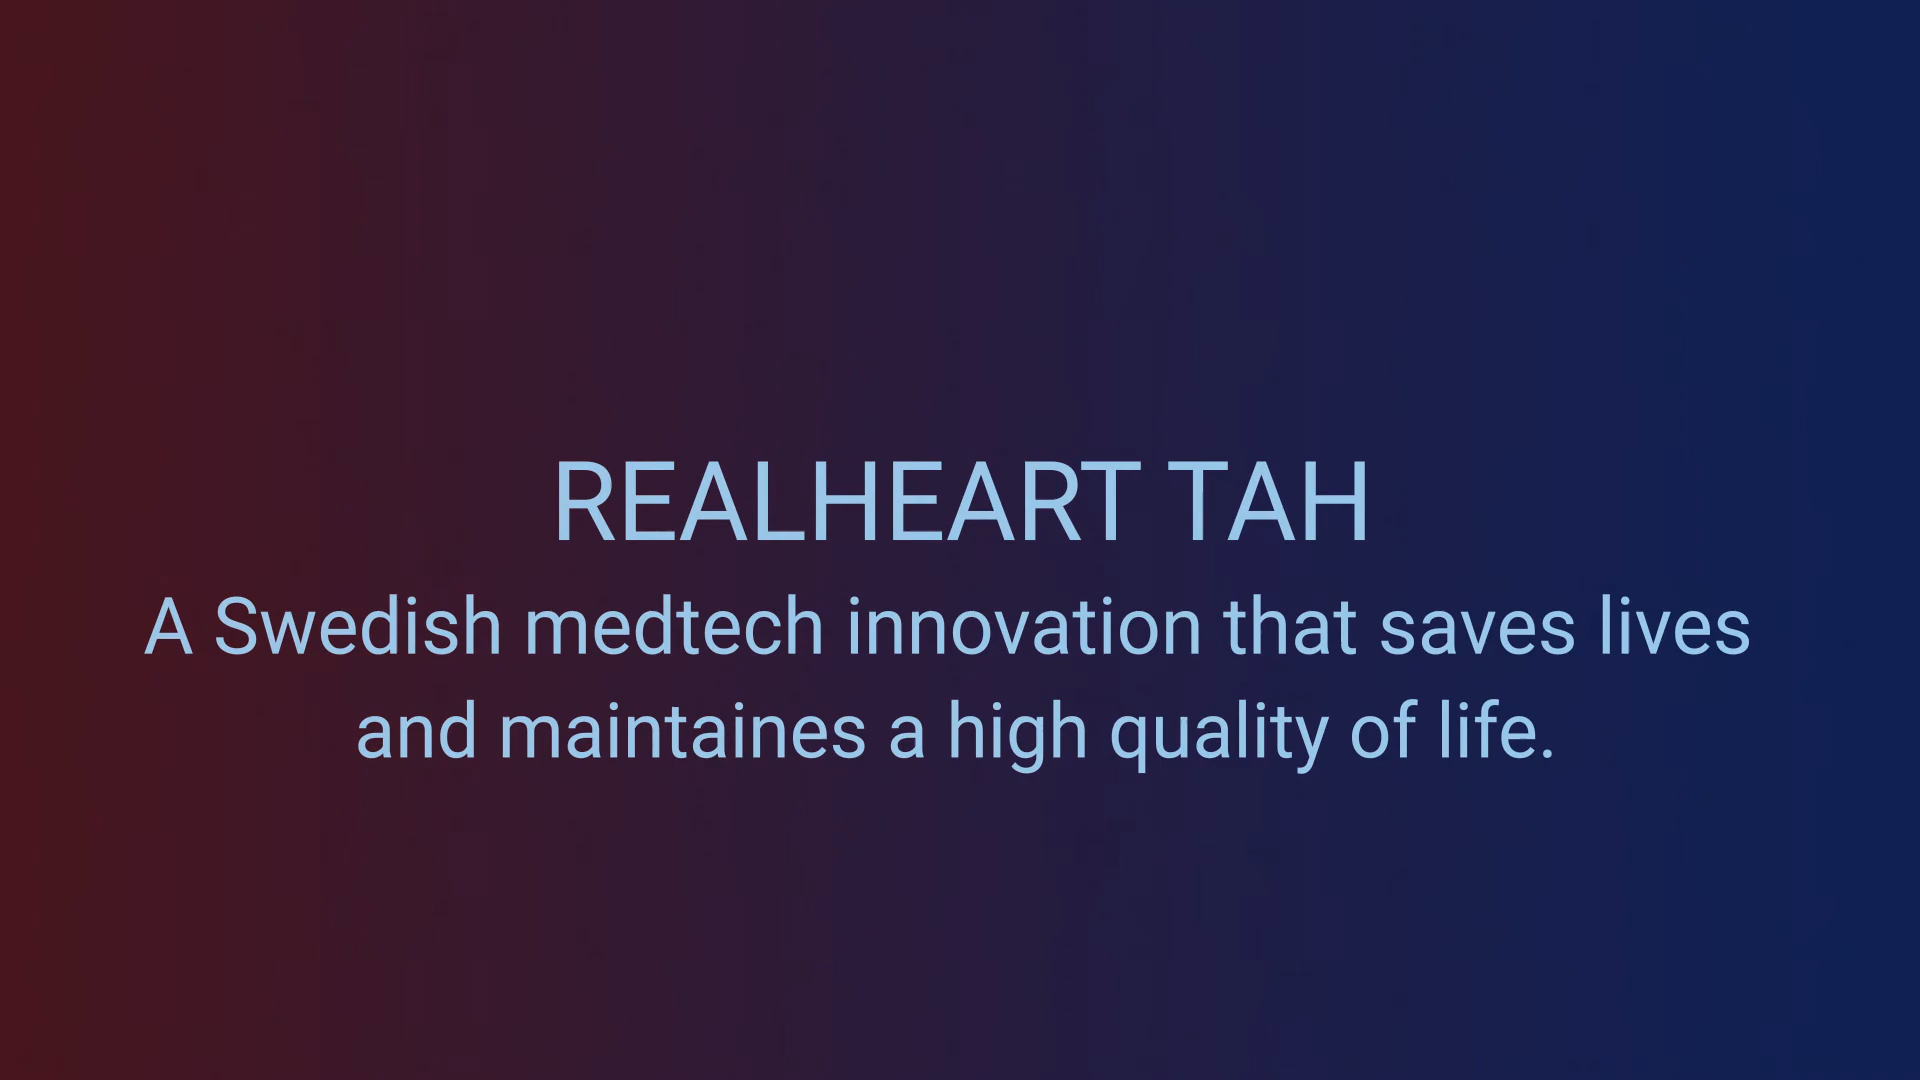 REALHEART TAH
A Swedish medtech innovation that saves lives
and maintaines a high quality of life.